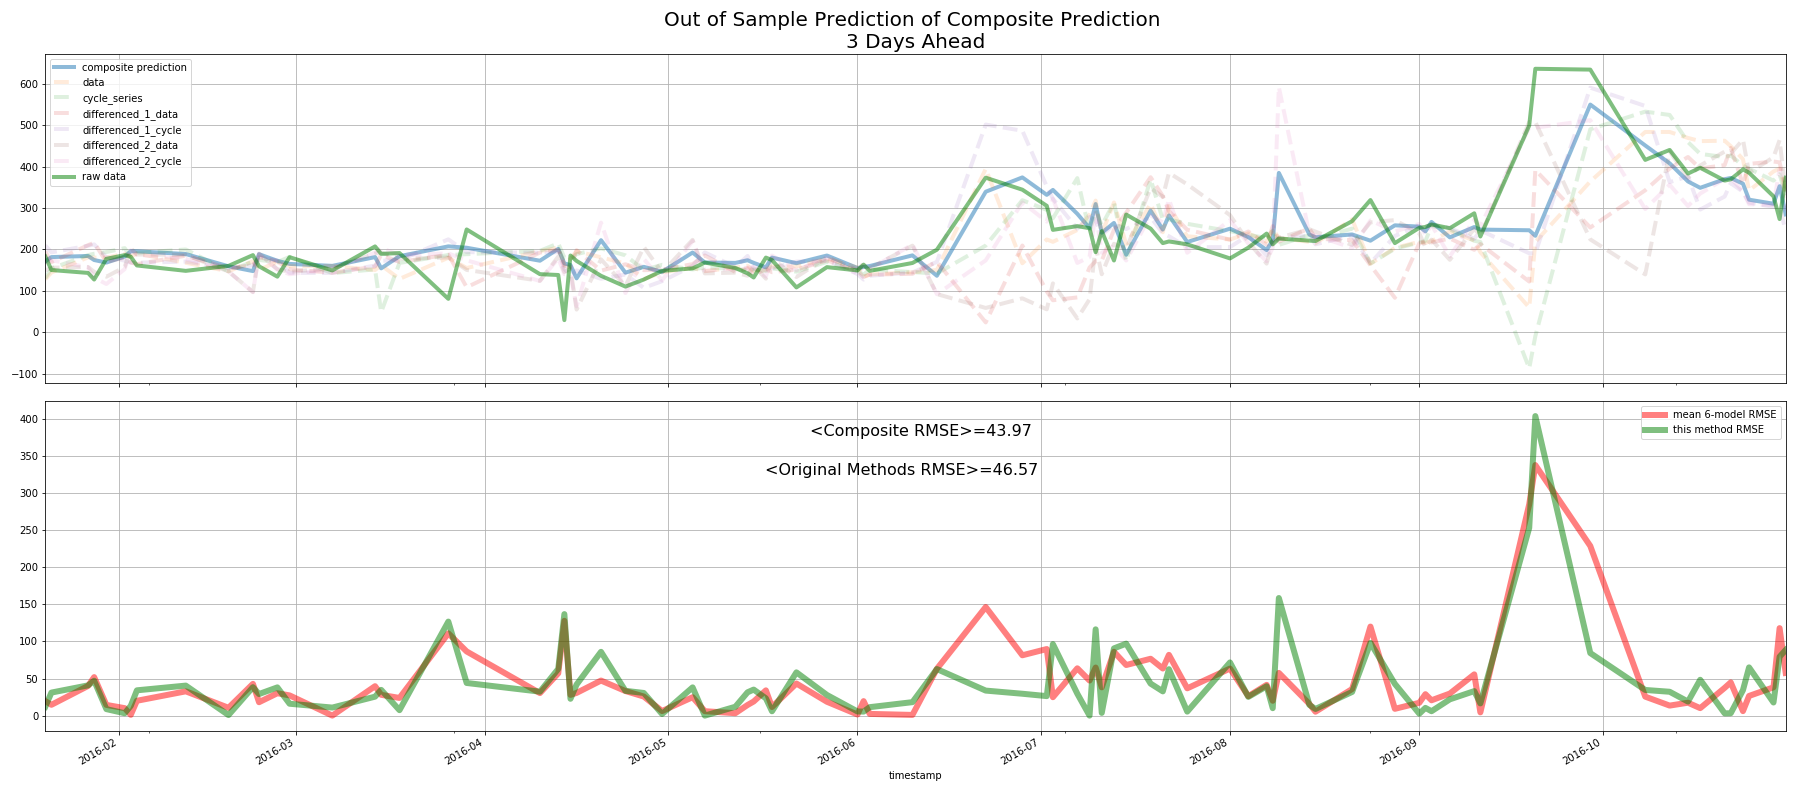 Out of Sample Prediction of Composite Prediction
3 Days Ahead
composite prediction
data
cycle_series
differenced_1_data
differenced_1_cycle
differenced_2_data
differenced_2_cycle
raw data
600
500
400
300
200
100
0
−100
<Composite RMSE>=43.97
<Original Methods RMSE>=46.57
mean 6-model RMSE
this method RMSE
400
350
300
250
200
150
100
50
0
2016-02
2016-03
2016-04
2016-05
2016-06
2016-07
2016-08
2016-09
2016-10
timestamp